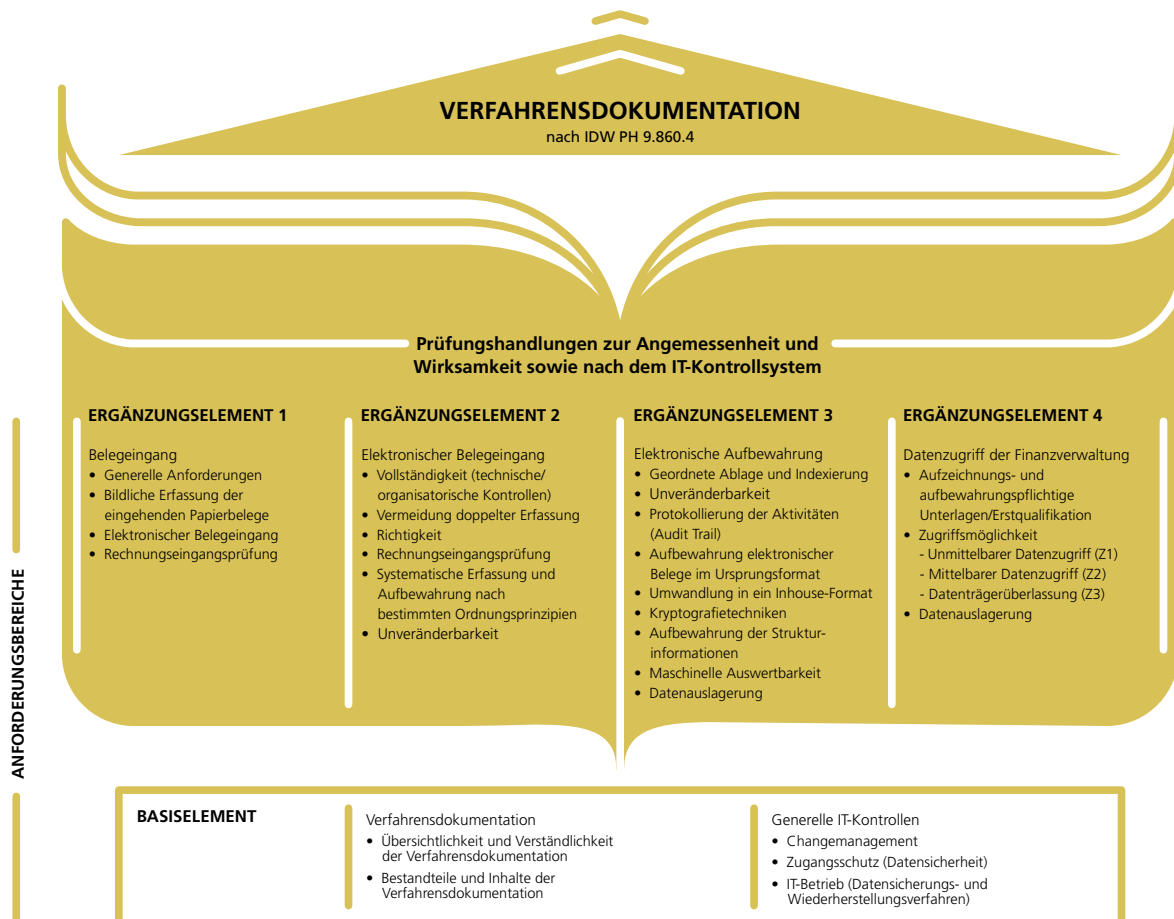 VERFAHRENSDOKUMENTATION
nach IDW PH 9.860.4
Prüfungshandlungen zur Angemessenheit und
Wirksamkeit sowie nach dem IT-Kontrollsystem
ANFORDERUNGSBEREICHE
ERGÄNZUNGSELEMENT 1
Belegeingang
• Generelle Anforderungen
• Bildliche Erfassung der
eingehenden Papierbelege
• Elektronischer Belegeingang
• Rechnungseingangsprüfung
ERGÄNZUNGSELEMENT 2
Elektronischer Belegeingang
• Vollständigkeit (technische/
organisatorische Kontrollen)
• Vermeidung doppelter Erfassung
• Richtigkeit
• Rechnungseingangsprüfung
• Systematische Erfassung und
Aufbewahrung nach
bestimmten Ordnungsprinzipien
• Unveränderbarkeit
ERGÄNZUNGSELEMENT 3
Elektronische Aufbewahrung
• Geordnete Ablage und Indexierung
• Unveränderbarkeit
• Protokollierung der Aktivitäten
(Audit Trail)
• Aufbewahrung elektronischer
Belege im Ursprungsformat
• Umwandlung in ein Inhouse-Format
• Kryptografietechniken
• Aufbewahrung der Struktur-
informationen
• Maschinelle Auswertbarkeit
• Datenauslagerung
ERGÄNZUNGSELEMENT 4
Datenzugriff der Finanzverwaltung
• Aufzeichnungs- und
aufbewahrungspflichtige
Unterlagen/Erstqualifikation
• Zugriffsmöglichkeit
- Unmittelbarer Datenzugriff (Z1)
- Mittelbarer Datenzugriff (Z2)
- Datenträgerüberlassung (Z3)
• Datenauslagerung
BASISELEMENT
Verfahrensdokumentation
• Übersichtlichkeit und Verständlichkeit
der Verfahrensdokumentation
• Bestandteile und Inhalte der
Verfahrensdokumentation
Generelle IT-Kontrollen
• Changemanagement
• Zugangsschutz (Datensicherheit)
• IT-Betrieb (Datensicherungs- und
Wiederherstellungsverfahren)